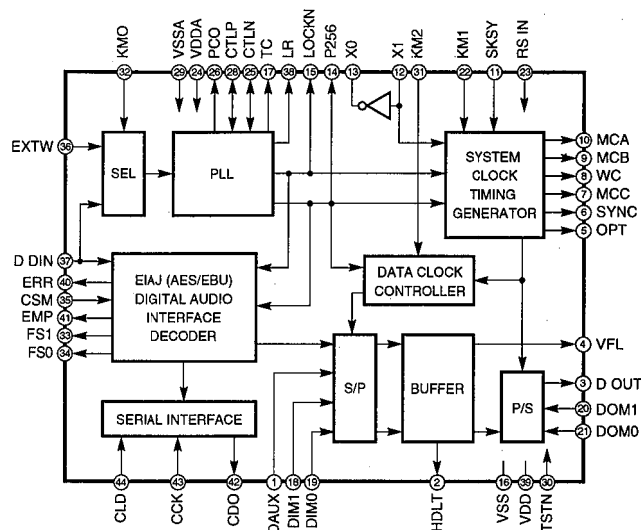 KMO
VSSA
VDDA
PCO
CTLP
CTLN
TC
LR
LOCKN
P256
X0
X1
KM2
KM1
SKSY
RS IN
32
29
24
26
28
25
17
38
15
14
13
12
31
22
11
23
EXTW
36
SEL
PLL
SYSTEM
CLOCK
TIMING
GENERATOR
10 MCA
9 MCB
8 WC
7 MCC
6 SYNC
5 OPT
D DIN 37
ERR 40
CSM 35
EMP 41
FS1 33
FS0 34
EIAJ (AES/EBU)
DIGITAL AUDIO
INTERFACE
DECODER
DATA CLOCK
CONTROLLER
S/P
BUFFER
P/S
4 VFL
3 D OUT
20 DOM1
21 DOM0
SERIAL INTERFACE
44
43
42
1
18
19
2
16
39
30
CLD
CCK
CDO
DAUX
DIM1
DIM0
HDLT
VSS
VDD
TSTN